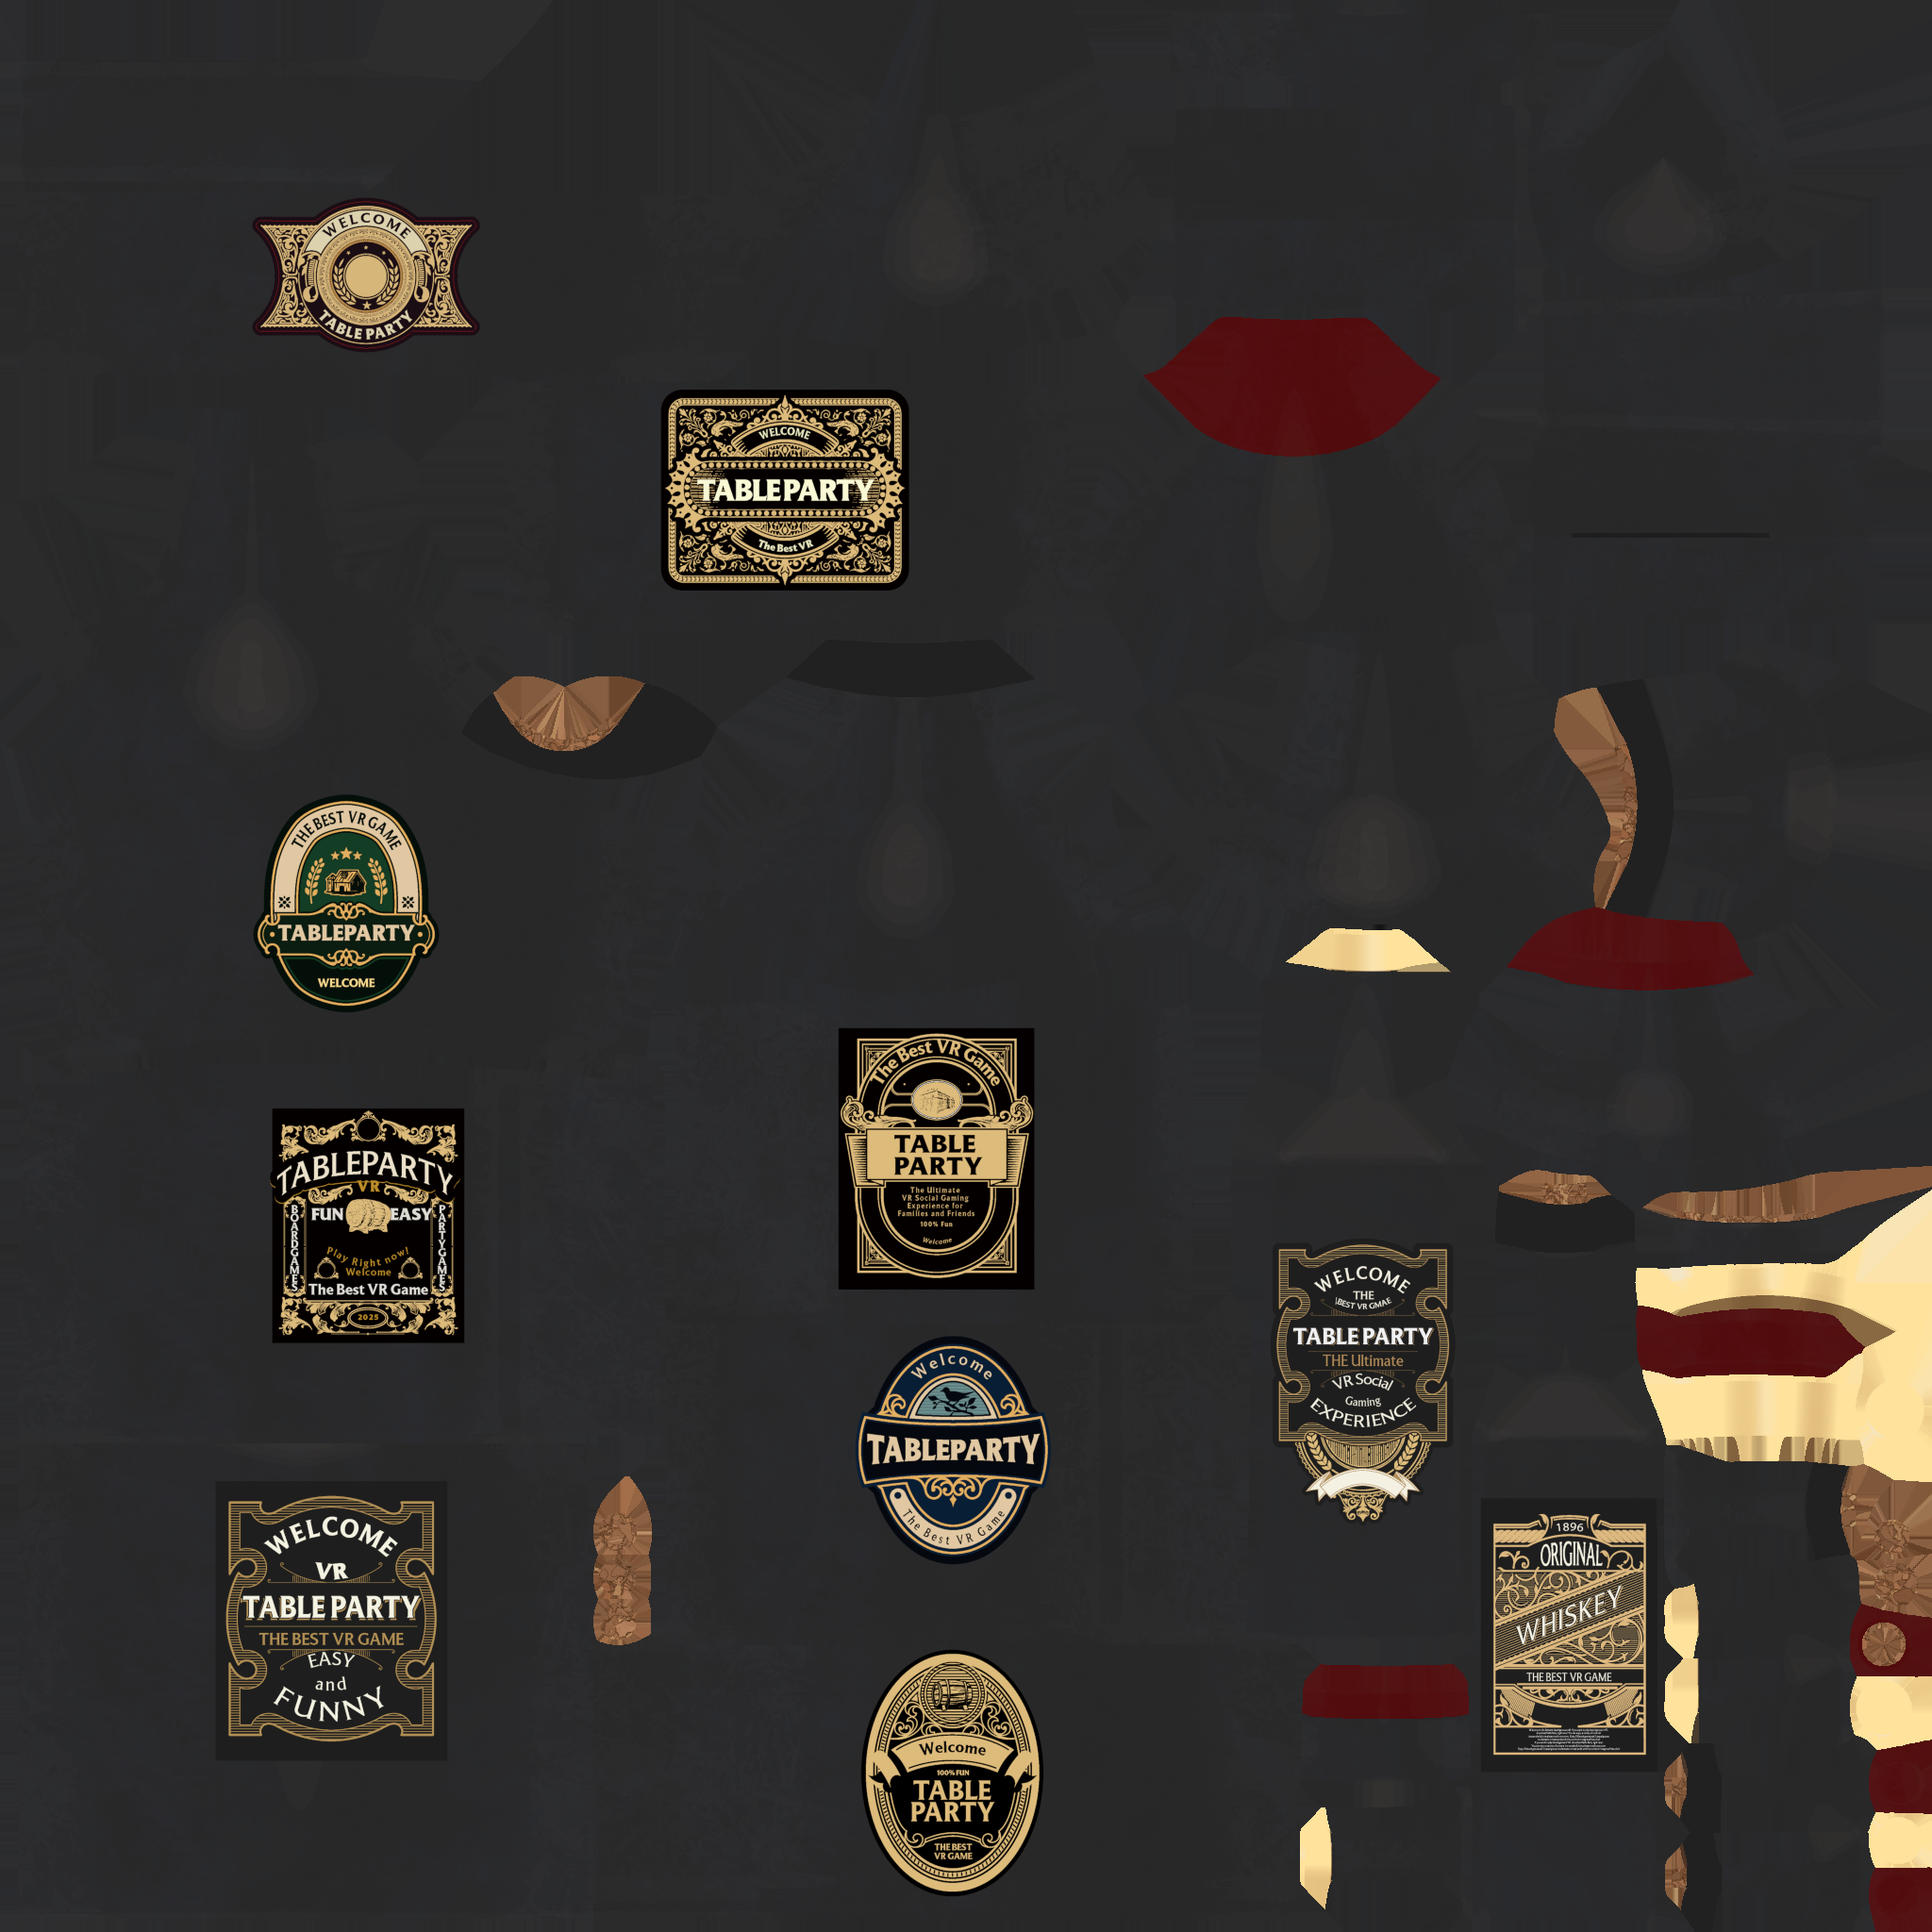 WELCOME
TABLE PARTY
WELCOME
TABLE PARTY
The Best VR
THE BEST VR GAME
TABLEPARTY
WELCOME
The Best VR Game
TABLE
PARTY
The Ultimate
VR Social Gaming
Experience for
Families and Friends
100% Fun
Welcome
TABLEPARTY
VR
FUN EASY
BOARDGAMES
PARTYGAMES
Play Right now!
Welcome
The Best VR Game
2025
WELCOME
THE
BEST VR GMAE
TABLE PARTY
THE Ultimate
VR Social
Gaming
EXPERIENCE
Welcome
TABLEPARTY
The Best VR Game
WELCOME
VR
TABLE PARTY
THE BEST VR GAME
EASY
and
FUNNY
1896
ORIGINAL
WHISKEY
THE BEST VR GAME
Welcome
100% FUN
TABLE
PARTY
THE BEST
VR GAME